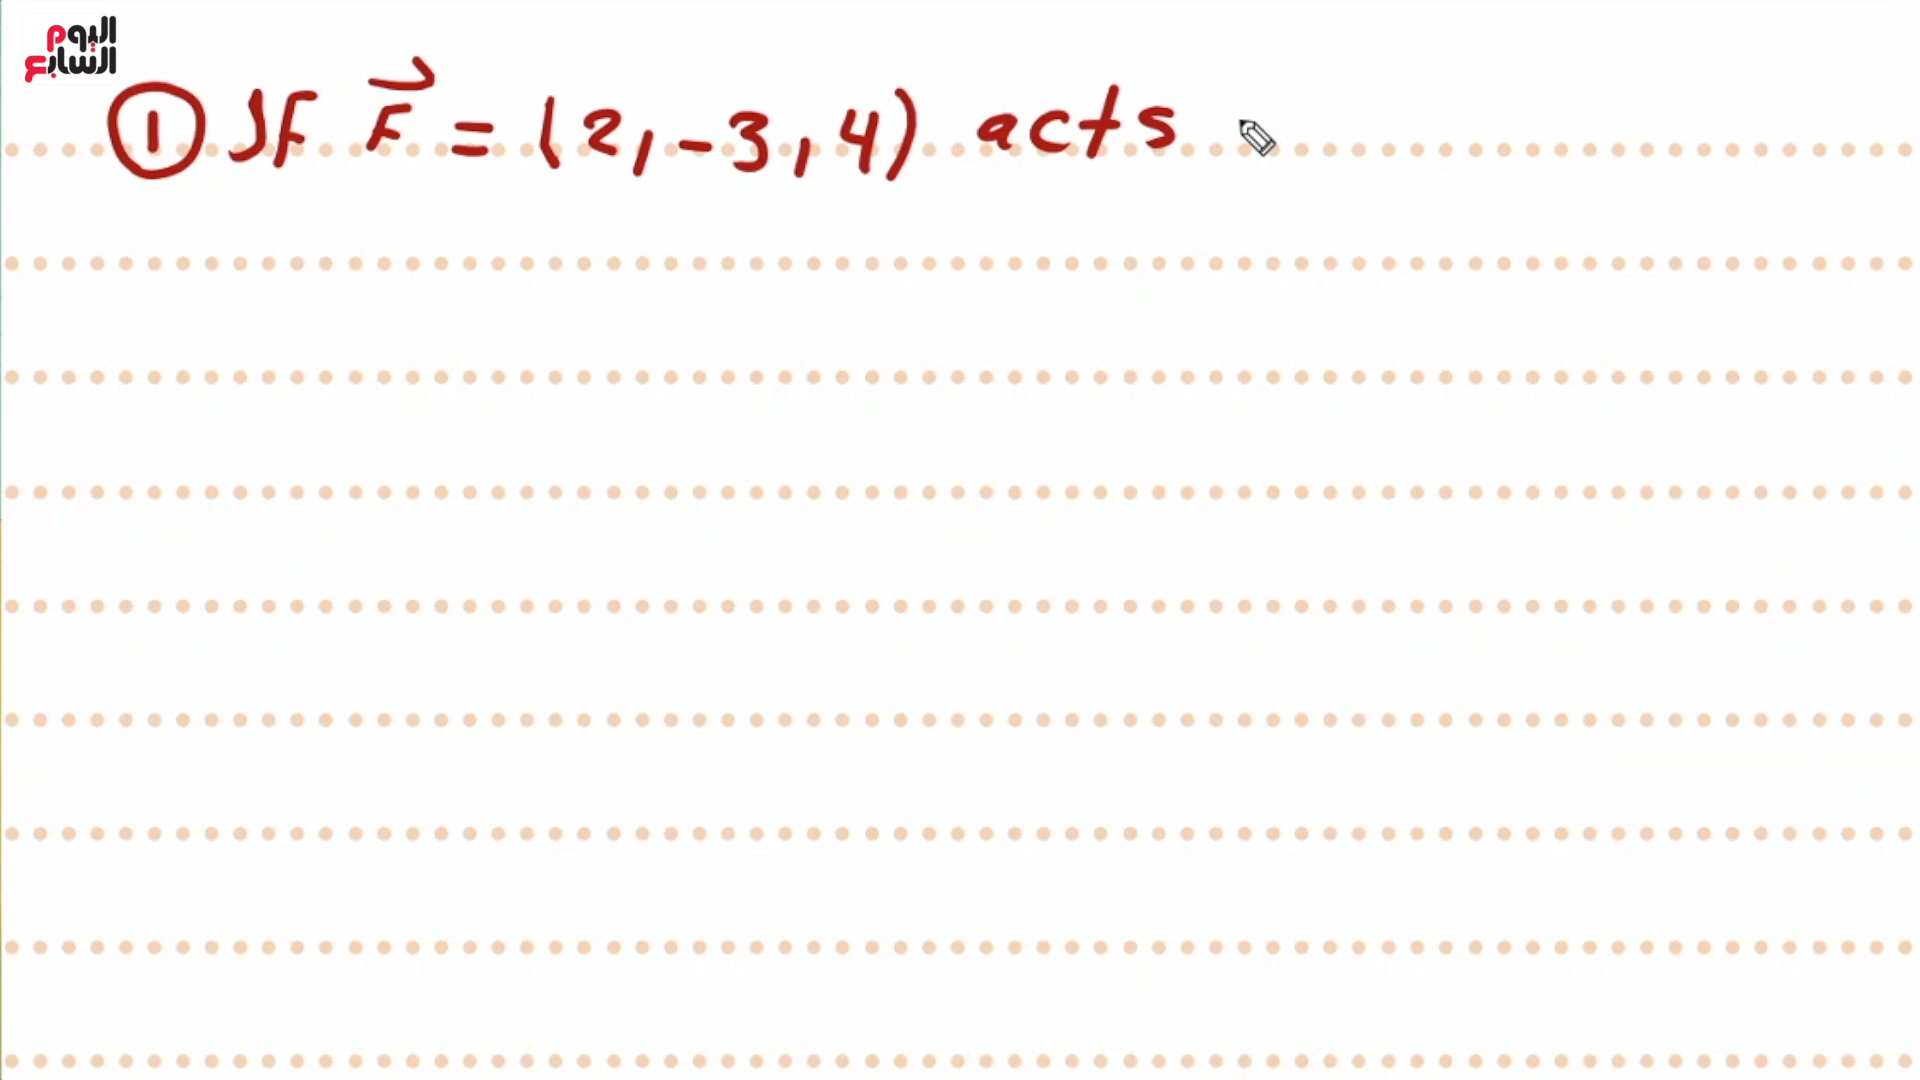 اليوم
السابع
① If F⃗ = (2, -3, 4) acts